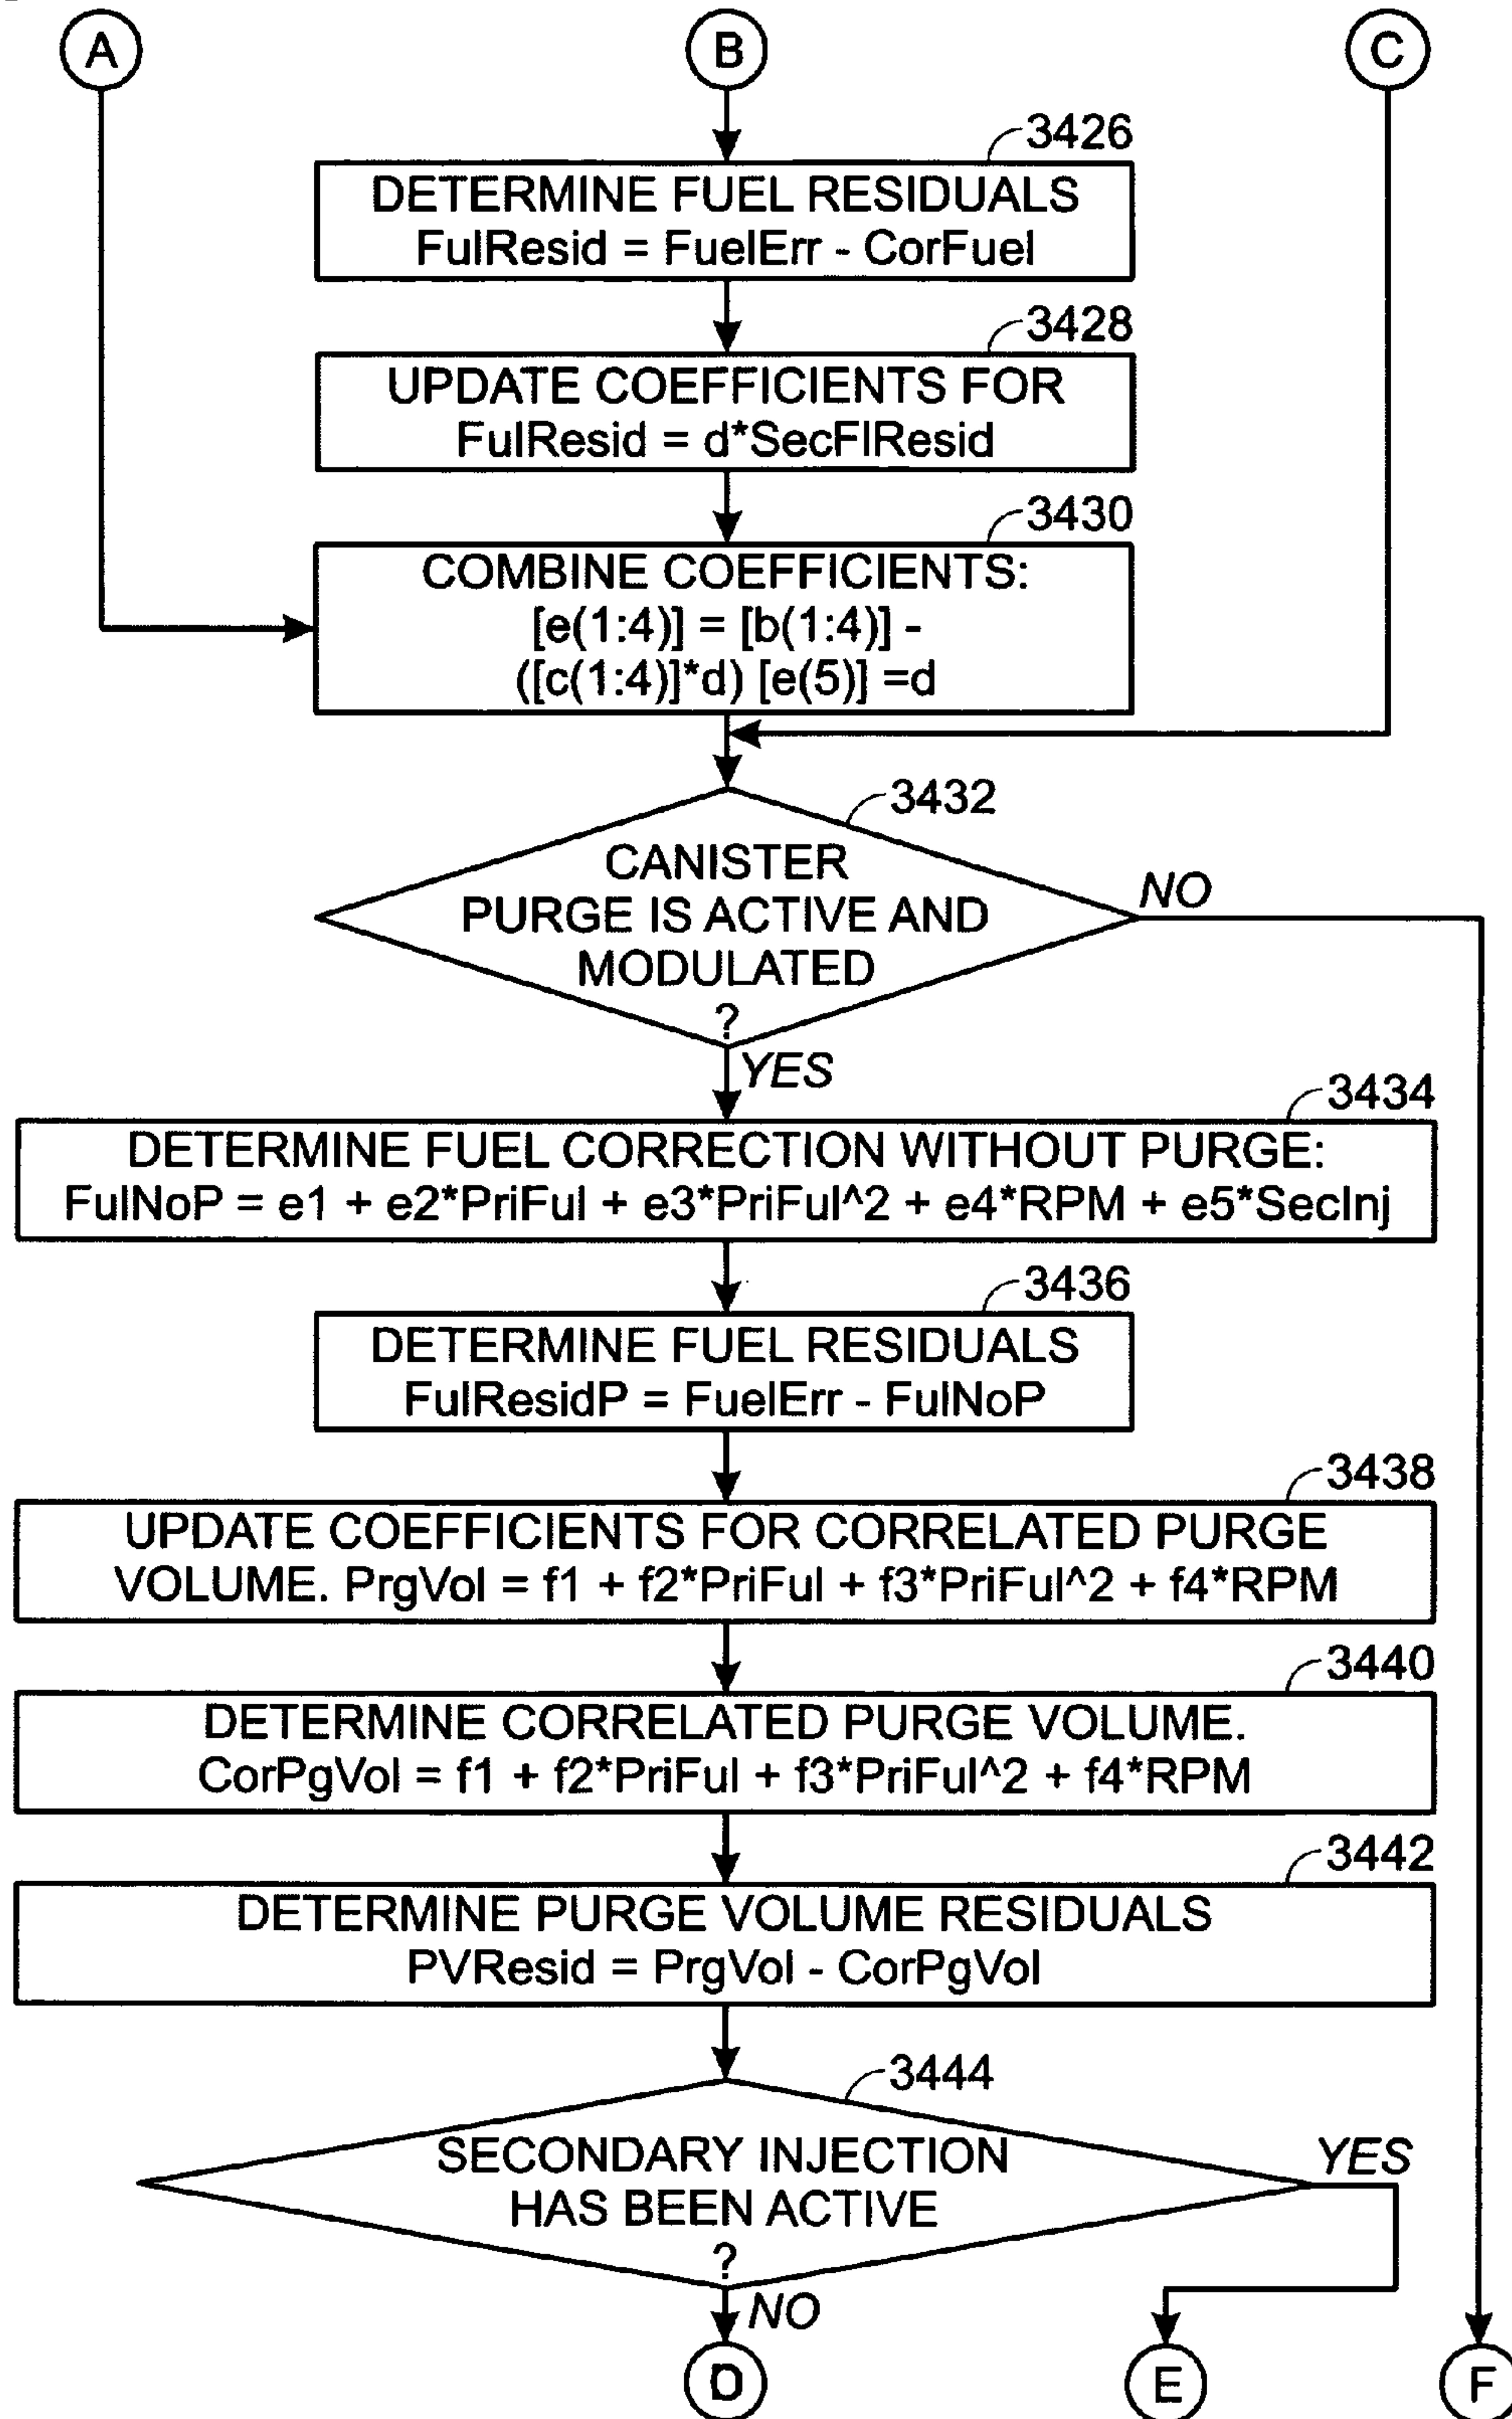 A
B
C
3426
DETERMINE FUEL RESIDUALS
FulResid = FuelErr - CorFuel
3428
UPDATE COEFFICIENTS FOR
FulResid = d*SecFlResid
3430
COMBINE COEFFICIENTS:
[e(1:4)] = [b(1:4)] -
([c(1:4)]*d) [e(5)] =d
3432
CANISTER
PURGE IS ACTIVE AND
MODULATED
?
NO
YES
3434
DETERMINE FUEL CORRECTION WITHOUT PURGE:
FulNoP = e1 + e2*PriFul + e3*PriFul^2 + e4*RPM + e5*SecInj
3436
DETERMINE FUEL RESIDUALS
FulResidP = FuelErr - FulNoP
3438
UPDATE COEFFICIENTS FOR CORRELATED PURGE
VOLUME. PrgVol = f1 + f2*PriFul + f3*PriFul^2 + f4*RPM
3440
DETERMINE CORRELATED PURGE VOLUME.
CorPgVol = f1 + f2*PriFul + f3*PriFul^2 + f4*RPM
3442
DETERMINE PURGE VOLUME RESIDUALS
PVResid = PrgVol - CorPgVol
3444
SECONDARY INJECTION
HAS BEEN ACTIVE
?
YES
NO
D
E
F